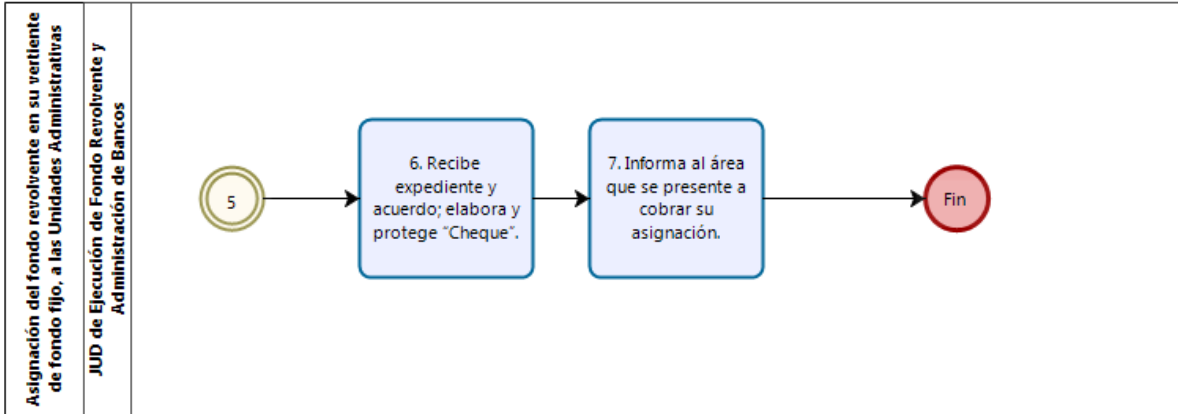 Asignación del fondo revolvente en su vertiente
de fondo fijo, a las Unidades Administrativas
JUD de Ejecución de Fondo Revolvente y
Administración de Bancos
5
6. Recibe
expediente y
acuerdo; elabora y
protege “Cheque”.
7. Informa al área
que se presente a
cobrar su
asignación.
Fin